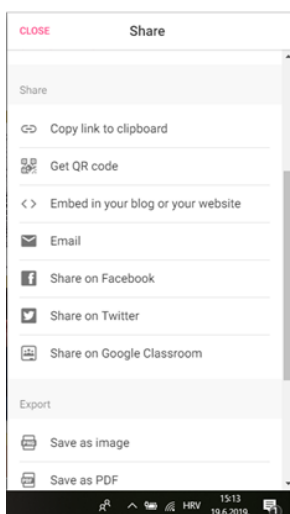 CLOSE Share
Share
Copy link to clipboard
Get QR code
Embed in your blog or your website
Email
Share on Facebook
Share on Twitter
Share on Google Classroom
Export
Save as image
Save as PDF
HRV 15:13
19.6.2019.